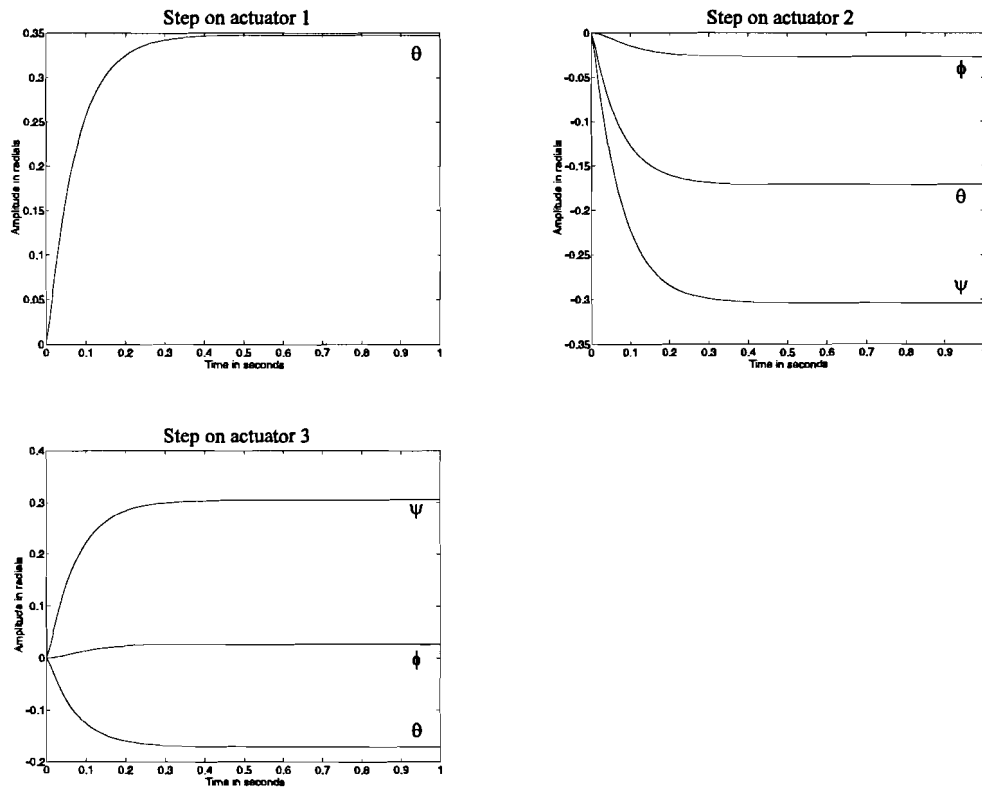 Step on actuator 1
0.35
0.3
0.25
0.2
0.15
0.1
0.05
0
Amplitude in radials
θ
0 0.1 0.2 0.3 0.4 0.5 0.6 0.7 0.8 0.9 1
Time in seconds
Step on actuator 2
0
-0.05
-0.1
-0.15
-0.2
-0.25
-0.3
-0.35
Amplitude in radials
ϕ
θ
ψ
0 0.1 0.2 0.3 0.4 0.5 0.6 0.7 0.8 0.9
Time in seconds
Step on actuator 3
0.4
0.3
0.2
0.1
0
-0.1
-0.2
Amplitude in radials
ψ
ϕ
θ
0 0.1 0.2 0.3 0.4 0.5 0.6 0.7 0.8 0.9 1
Time in seconds